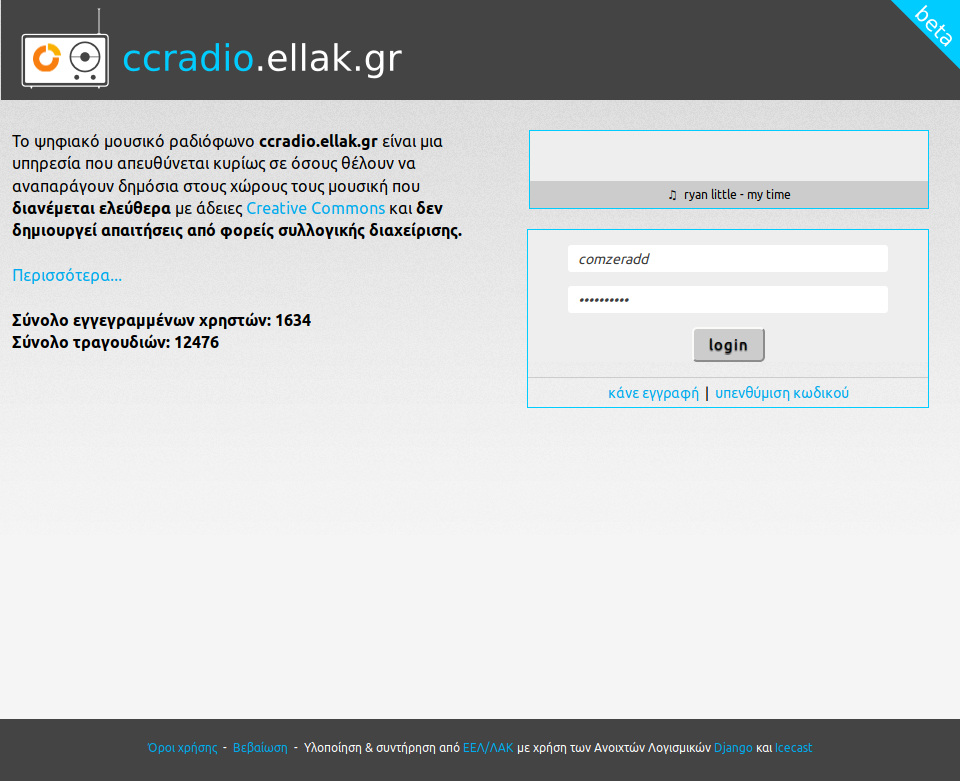 beta
ccradio.ellak.gr
Το ψηφιακό μουσικό ραδιόφωνο ccradio.ellak.gr είναι μια
υπηρεσία που απευθύνεται κυρίως σε όσους θέλουν να
αναπαράγουν δημόσια στους χώρους τους μουσική που
διανέμεται ελεύθερα με άδειες Creative Commons και δεν
δημιουργεί απαιτήσεις από φορείς συλλογικής διαχείρισης.
Περισσότερα...
Σύνολο εγγεγραμμένων χρηστών: 1634
Σύνολο τραγουδιών: 12476
♫ ryan little - my time
comzeradd
••••••••••
login
κάνε εγγραφή | υπενθύμιση κωδικού
Όροι χρήσης - Βεβαίωση - Υλοποίηση & συντήρηση από ΕΕΛ/ΛΑΚ με χρήση των Ανοιχτών Λογισμικών Django και Icecast